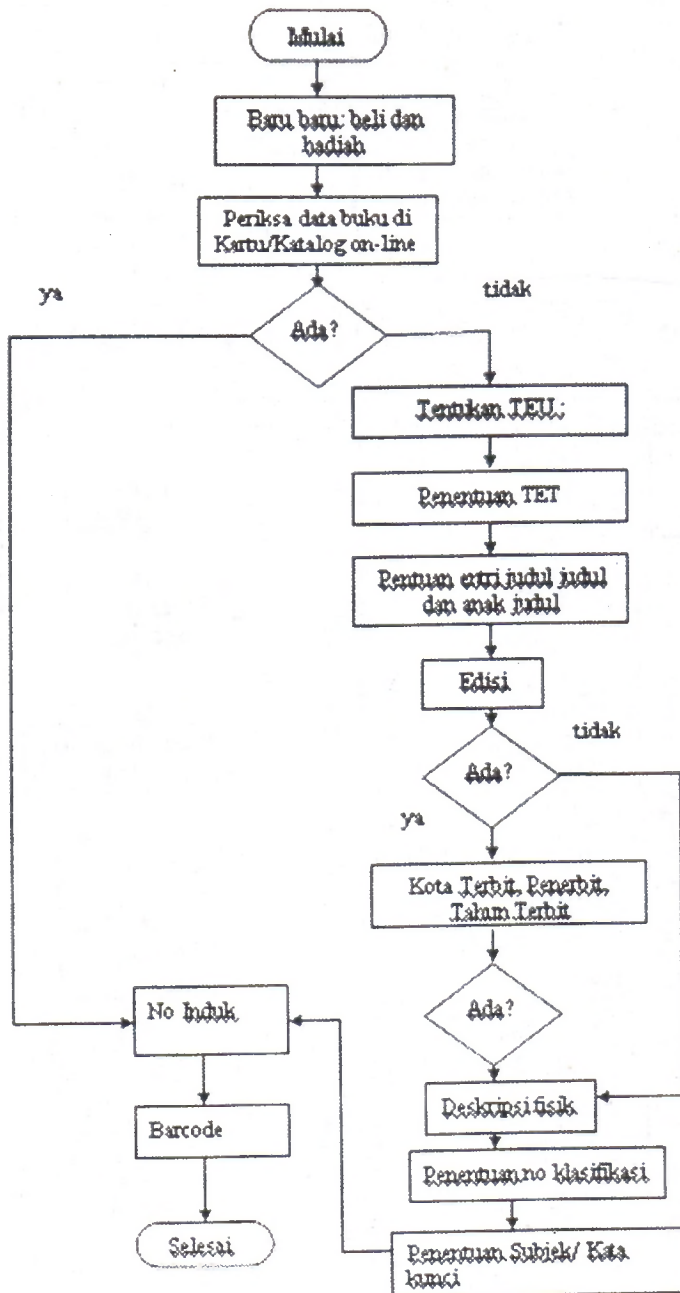 Mulai
Baru baru: beli dan
hadiah
Periksa data buku di
Kartu/Katalog on-line
ya
tidak
Ada?
Tentukan TEU :
Penentuan TET
Pentuan entri judul judul
dan anak judul
Edisi
tidak
Ada?
ya
Kota Terbit, Penerbit,
Tahun Terbit
Ada?
No Induk
Deskripsi fisik
Barcode
Penentuan no klasifikasi
Selesai
Penentuan Subjek/ Kata
kunci